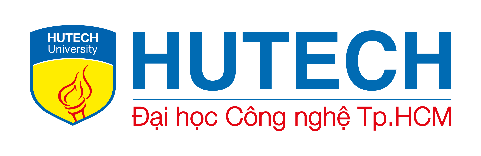 HUTECH
University
HUTECH
Đại học Công nghệ Tp.HCM